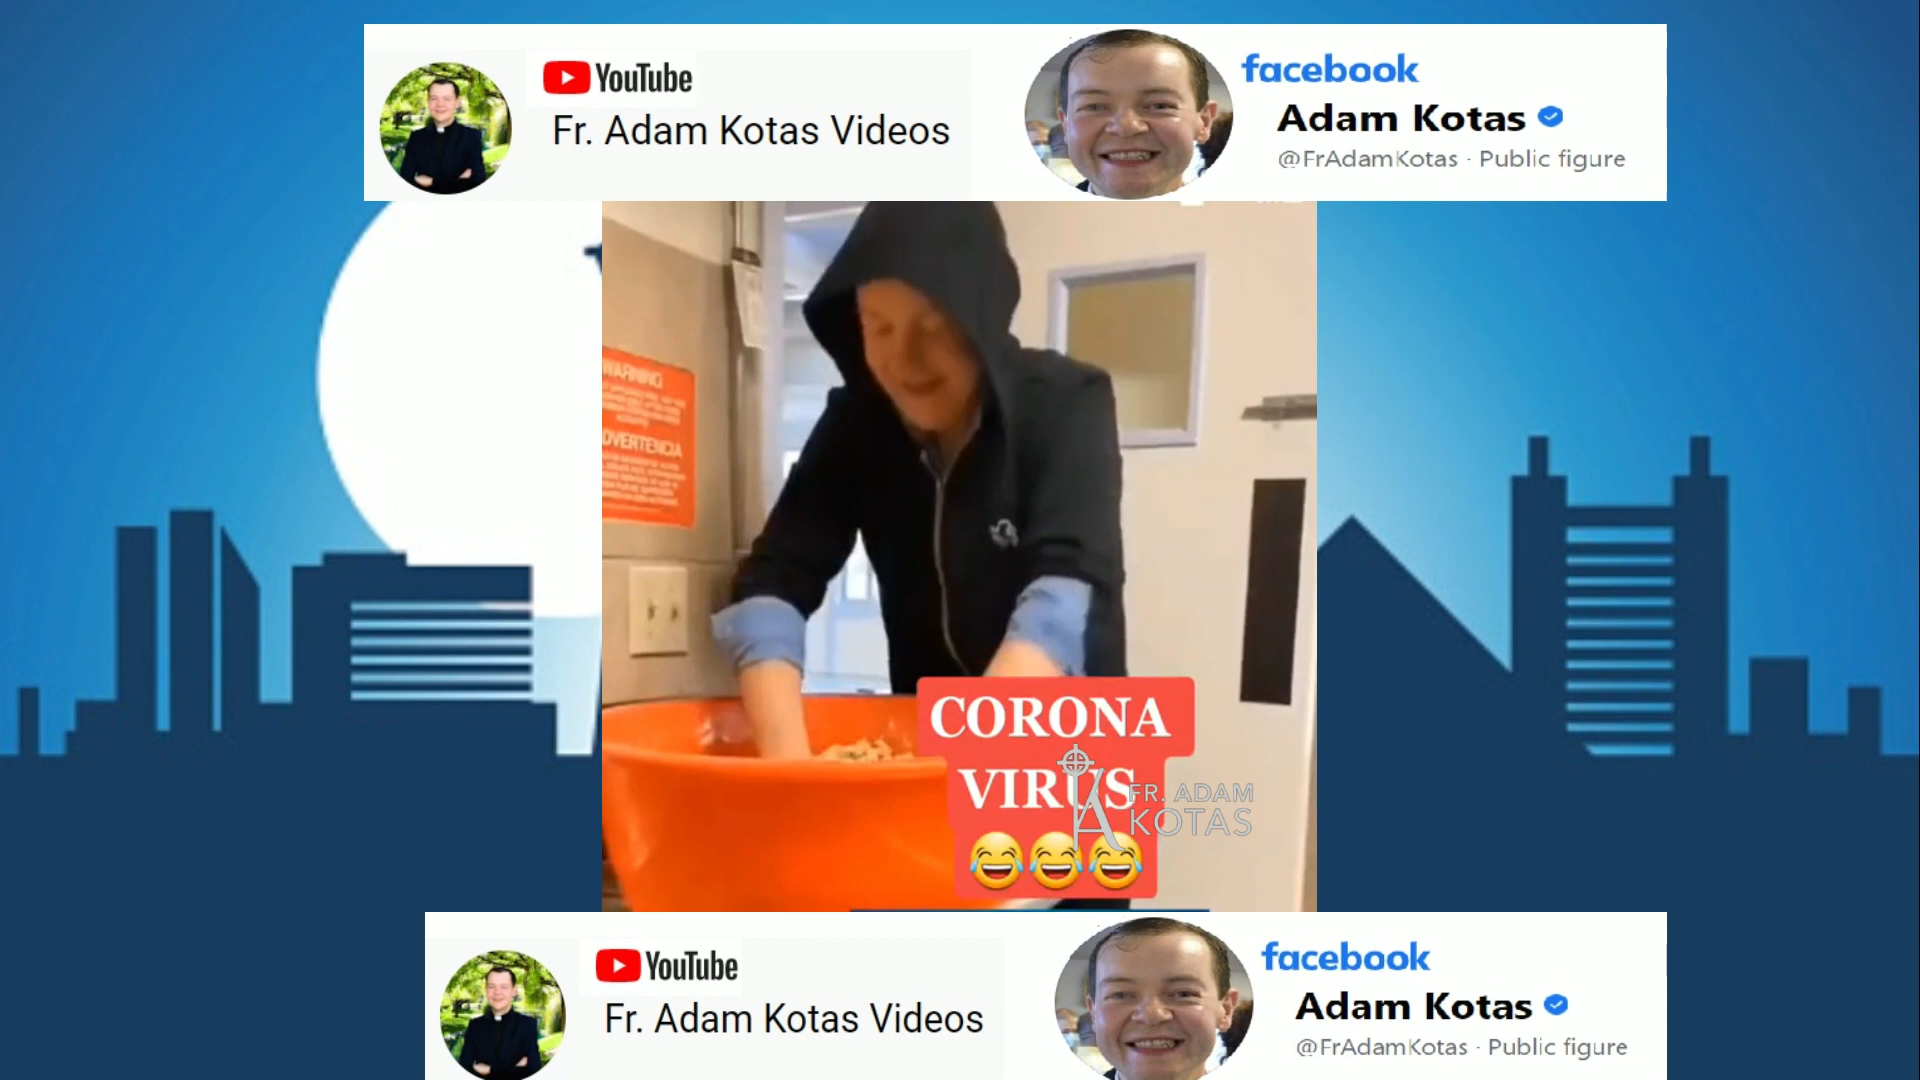 YouTube
Fr. Adam Kotas Videos
facebook
Adam Kotas
@FrAdamKotas · Public figure
WARNING
DVERTENCIA
CORONA
VIRUS
FR. ADAM
KOTAS
YouTube
Fr. Adam Kotas Videos
facebook
Adam Kotas
@FrAdamKotas · Public figure